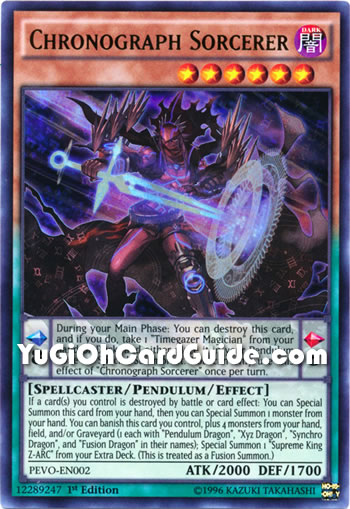 CHRONOGRAPH SORCERER
DARK
闇
During your Main Phase: You can destroy this card,
and if you do, take 1 "Timegazer Magician" from your
YuGiOhCardGuide.com
effect of "Chronograph Sorcerer" once per turn.
[SPELLCASTER/PENDULUM/EFFECT]
If a card(s) you control is destroyed by battle or card effect: You can Special
Summon this card from your hand, then you can Special Summon 1 monster from
your hand. You can banish this card you control, plus 4 monsters from your hand,
field, and/or Graveyard (1 each with "Pendulum Dragon", "Xyz Dragon", "Synchro
Dragon", and "Fusion Dragon" in their names); Special Summon 1 "Supreme King
Z-ARC" from your Extra Deck. (This is treated as a Fusion Summon.)
PEVO-EN002
ATK/2000 DEF/1700
12289247
1st Edition
©1996 KAZUKI TAKAHASHI